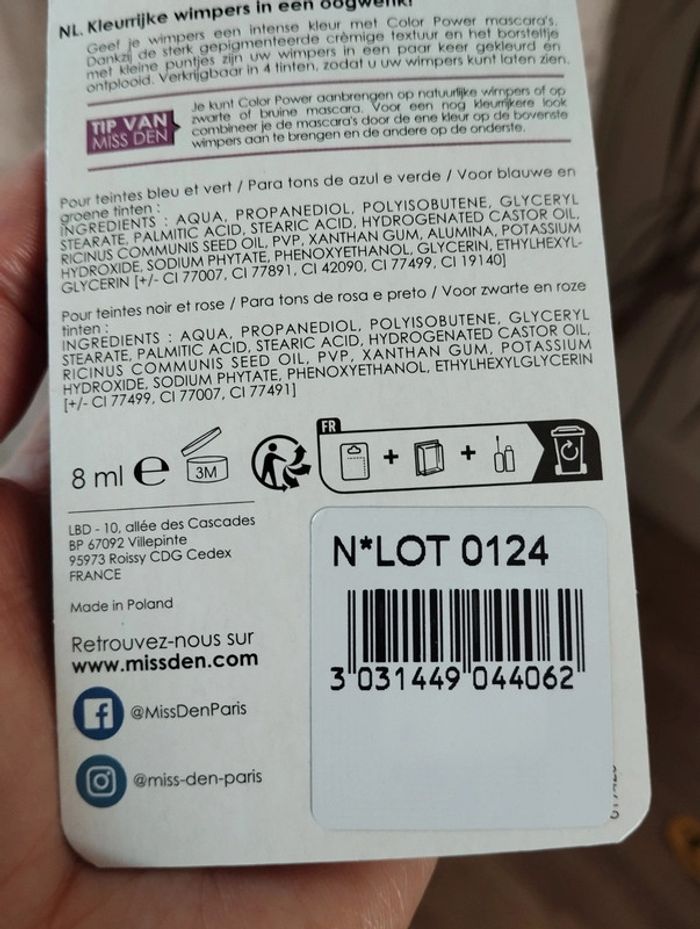 NL. Kleurrijke wimpers in een oogwenk!
Geef je wimpers een intense kleur met Color Power mascara's.
Dankzij de sterk gepigmenteerde crèmige textuur en het borsteltje
met kleine puntjes zijn uw wimpers in een paar keer gekleurd en
ontplooid. Verkrijgbaar in 4 tinten, zodat u uw wimpers kunt laten zien.
TIP VAN
MISS DEN
Je kunt Color Power aanbrengen op natuurlijke wimpers of op
zwarte of bruine mascara. Voor een nog kleurrijkere look
combineer je de mascara's door de ene kleur op de bovenste
wimpers aan te brengen en de andere op de onderste.
Pour teintes bleu et vert / Para tons de azul e verde / Voor blauwe en
groene tinten :
INGREDIENTS : AQUA, PROPANEDIOL, POLYISOBUTENE, GLYCERYL
STEARATE, PALMITIC ACID, STEARIC ACID, HYDROGENATED CASTOR OIL,
RICINUS COMMUNIS SEED OIL, PVP, XANTHAN GUM, ALUMINA, POTASSIUM
HYDROXIDE, SODIUM PHYTATE, PHENOXYETHANOL, GLYCERIN, ETHYLHEXYL-
GLYCERIN [+/- CI 77007, CI 77891, CI 42090, CI 77499, CI 19140]
Pour teintes noir et rose / Para tons de rosa e preto / Voor zwarte en roze
tinten :
INGREDIENTS : AQUA, PROPANEDIOL, POLYISOBUTENE, GLYCERYL
STEARATE, PALMITIC ACID, STEARIC ACID, HYDROGENATED CASTOR OIL,
RICINUS COMMUNIS SEED OIL, PVP, XANTHAN GUM, POTASSIUM
HYDROXIDE, SODIUM PHYTATE, PHENOXYETHANOL, ETHYLHEXYLGLYCERIN
[+/- CI 77499, CI 77007, CI 77491]
8 ml e
3M
FR
+ +
LBD - 10, allée des Cascades
BP 67092 Villepinte
95973 Roissy CDG Cedex
FRANCE
Made in Poland
Retrouvez-nous sur
www.missden.com
@MissDenParis
@miss-den-paris
N*LOT 0124
3 031449 044062